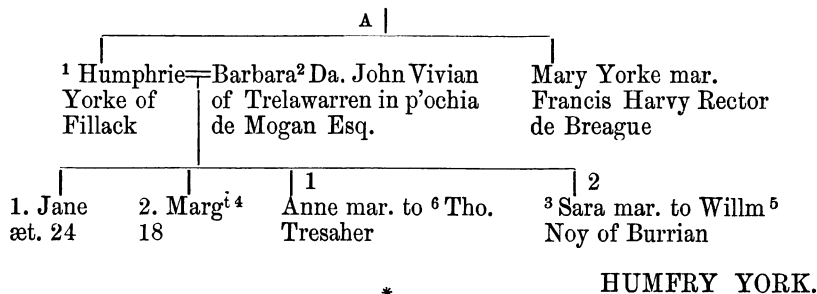 A
¹ Humphrie═Barbara² Da. John Vivian
Yorke of
Fillack
of Trelawarren in p'ochia
de Mogan Esq.
Mary Yorke mar.
Francis Harvy Rector
de Breague
1. Jane
æt. 24
2. Margᵗ ⁴
18
1
Anne mar. to ⁶ Tho.
Tresaher
2
³ Sara mar. to Willm ⁵
Noy of Burrian
*
HUMFRY YORK.